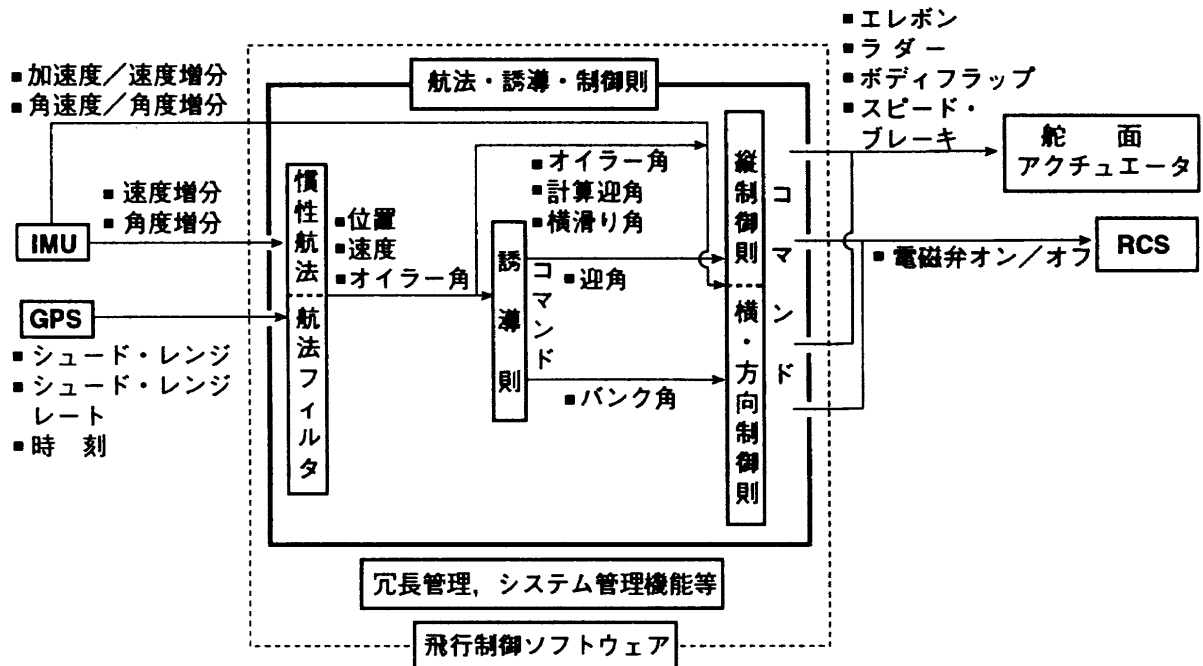 ■エレボン
■ラダー
■ボディフラップ
■スピード・
ブレーキ
航法・誘導・制御則
■加速度／速度増分
■角速度／角度増分
舵　面
アクチュエータ
■速度増分
■角度増分
IMU
慣性航法
航法フィルタ
■位置
■速度
■オイラー角
■オイラー角
■計算迎角
■横滑り角
誘導則
コマンド
■迎角
■バンク角
縦制御則
横・方向制御則
コマンド
RCS
■電磁弁オン／オフ
GPS
■シュード・レンジ
■シュード・レンジ
レート
■時　刻
冗長管理，システム管理機能等
飛行制御ソフトウェア